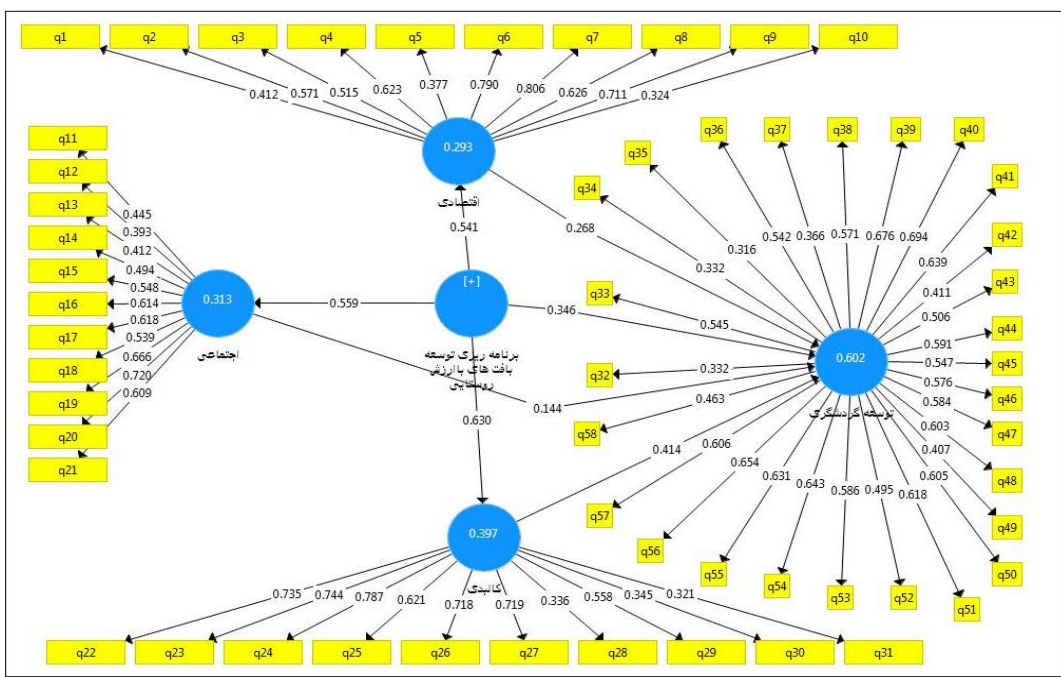 q1 q2 q3 q4 q5 q6 q7 q8 q9 q10
0.412 0.571 0.515 0.623 0.377 0.790 0.806 0.626 0.711 0.324
0.293
اقتصادی
0.541
0.268
q11
q12
q13
q14
q15
q16
q17
q18
q19
q20
q21
0.445
0.393
0.412
0.494
0.548
0.614
0.618
0.539
0.666
0.720
0.609
0.313
اجتماعی
0.559
[+]
برنامه ریزی توسعه
بافت های باارزش
روستایی
0.346
0.144
0.630
0.414
0.397
کالبدی
0.735 0.744 0.787 0.621 0.718 0.719 0.336 0.558 0.345 0.321
q22 q23 q24 q25 q26 q27 q28 q29 q30 q31
0.602
توسعه گردشگری
q32
0.332
q33
0.545
q34
0.332
q35
0.316
q36
0.542
q37
0.366
q38
0.571
q39
0.676
q40
0.694
q41
0.639
q42
0.411
q43
0.506
q44
0.591
q45
0.547
q46
0.576
q47
0.584
q48
0.603
q49
0.407
q50
0.605
q51
0.618
q52
0.495
q53
0.586
q54
0.643
q55
0.631
q56
0.654
q57
0.606
q58
0.463